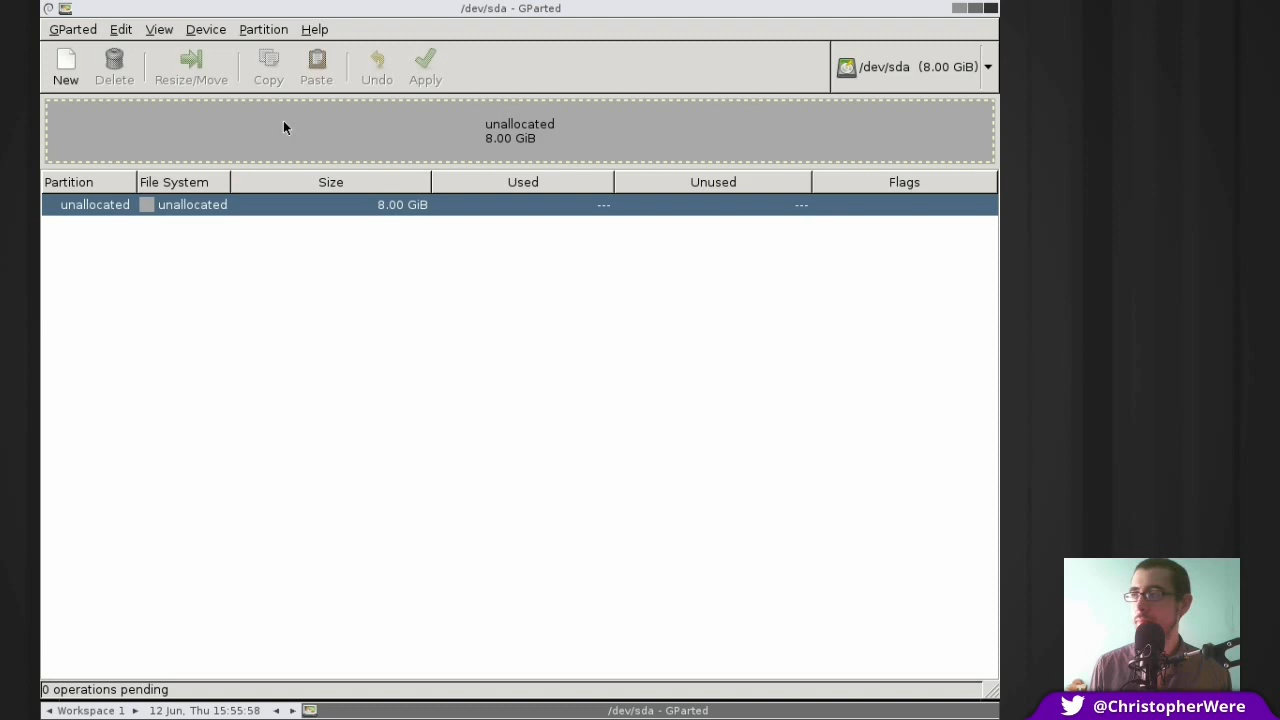 /dev/sda - GParted
GParted Edit View Device Partition Help
New Delete Resize/Move Copy Paste Undo Apply
/dev/sda (8.00 GiB)
unallocated
8.00 GiB
Partition File System Size Used Unused Flags
unallocated unallocated 8.00 GiB --- ---
0 operations pending
Workspace 1 12 Jun, Thu 15:55:58 /dev/sda - GParted
@ChristopherWere